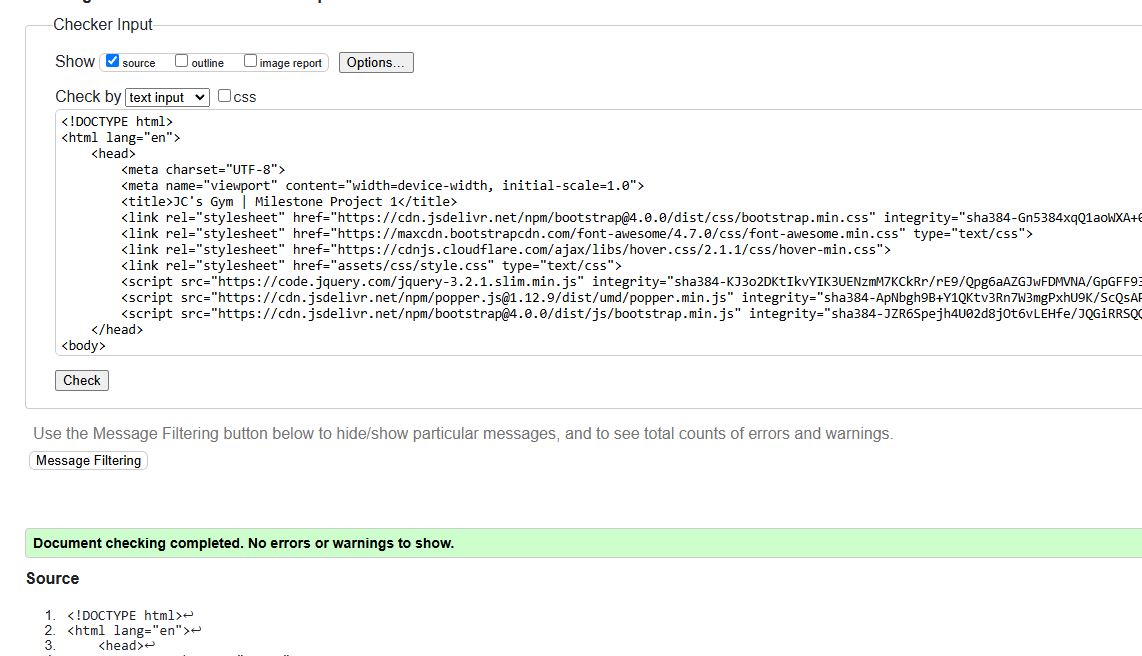 Checker Input
Show source outline image report Options...
Check by text input css
<!DOCTYPE html>
<html lang="en">
<head>
<meta charset="UTF-8">
<meta name="viewport" content="width=device-width, initial-scale=1.0">
<title>JC's Gym | Milestone Project 1</title>
<link rel="stylesheet" href="https://cdn.jsdelivr.net/npm/bootstrap@4.0.0/dist/css/bootstrap.min.css" integrity="sha384-Gn5384xqQ1aoWXA+0
<link rel="stylesheet" href="https://maxcdn.bootstrapcdn.com/font-awesome/4.7.0/css/font-awesome.min.css" type="text/css">
<link rel="stylesheet" href="https://cdnjs.cloudflare.com/ajax/libs/hover.css/2.1.1/css/hover-min.css">
<link rel="stylesheet" href="assets/css/style.css" type="text/css">
<script src="https://code.jquery.com/jquery-3.2.1.slim.min.js" integrity="sha384-KJ3o2DKtIkvYIK3UENzmM7KCkRr/rE9/Qpg6aAZGJwFDMVNA/GpGFF93
<script src="https://cdn.jsdelivr.net/npm/popper.js@1.12.9/dist/umd/popper.min.js" integrity="sha384-ApNbgh9B+Y1QKtv3Rn7W3mgPxhU9K/ScQsAP
<script src="https://cdn.jsdelivr.net/npm/bootstrap@4.0.0/dist/js/bootstrap.min.js" integrity="sha384-JZR6Spejh4U02d8jOt6vLEHfe/JQGiRRSQQ
</head>
<body>
Check
Use the Message Filtering button below to hide/show particular messages, and to see total counts of errors and warnings.
Message Filtering
Document checking completed. No errors or warnings to show.
Source
1. <!DOCTYPE html>↩
2. <html lang="en">↩
3. <head>↩